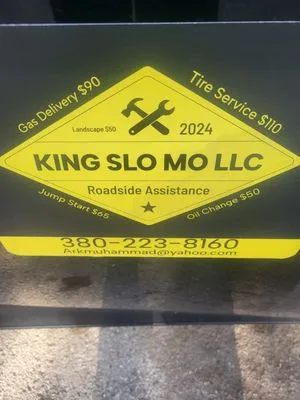 Gas Delivery $90
Tire Service $110
Landscape $50
2024
KING SLO MO LLC
Roadside Assistance
Jump Start $65
Oil Change $50
380-223-8160
Arkmuhammad@yahoo.com